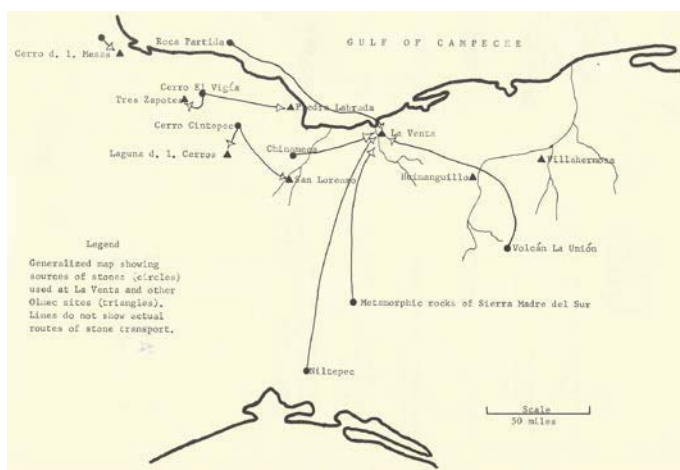 Roca Partida
GULF OF CAMPECHE
Cerro d. l. Mesas
Cerro El Vigía
Tres Zapotes
Piedra Labrada
Cerro Cintepec
La Venta
Chinameca
Laguna d. l. Cerros
Villahermosa
San Lorenzo
Huimanguillo
Legend
Volcán La Unión
Generalized map showing
sources of stones (circles)
used at La Venta and other
Olmec sites (triangles).
Lines do not show actual
routes of stone transport.
Metamorphic rocks of Sierra Madre del Sur
Niltepec
Scale
50 miles